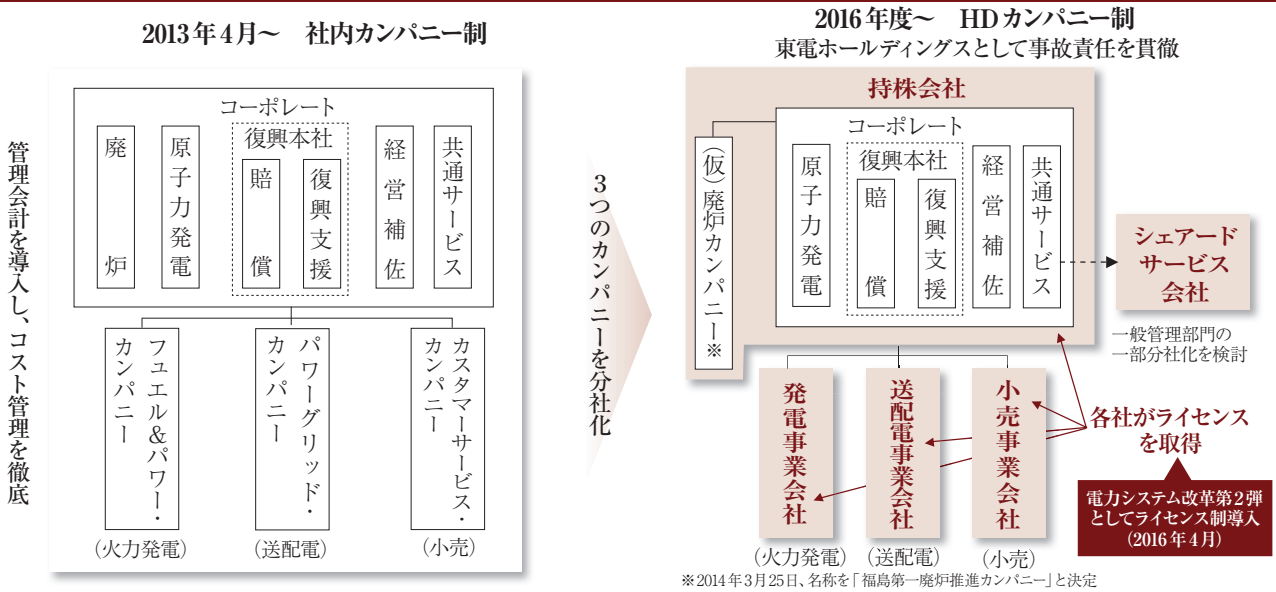 2013年4月～　社内カンパニー制
管理会計を導入し、コスト管理を徹底
コーポレート
廃炉
原子力発電
復興本社
賠償
復興支援
経営補佐
共通サービス
フュエル&パワー・
カンパニー
パワーグリッド・
カンパニー
カスタマーサービス・
カンパニー
(火力発電)
(送配電)
(小売)
3つのカンパニーを分社化
2016年度～　HDカンパニー制
東電ホールディングスとして事故責任を貫徹
持株会社
(仮)廃炉カンパニー※
コーポレート
原子力発電
復興本社
賠償
復興支援
経営補佐
共通サービス
シェアード
サービス
会社
一般管理部門の
一部分社化を検討
発電事業会社
送配電事業会社
小売事業会社
(火力発電)
(送配電)
(小売)
各社がライセンス
を取得
電力システム改革第2弾
としてライセンス制導入
(2016年4月)
※2014年3月25日、名称を「福島第一廃炉推進カンパニー」と決定